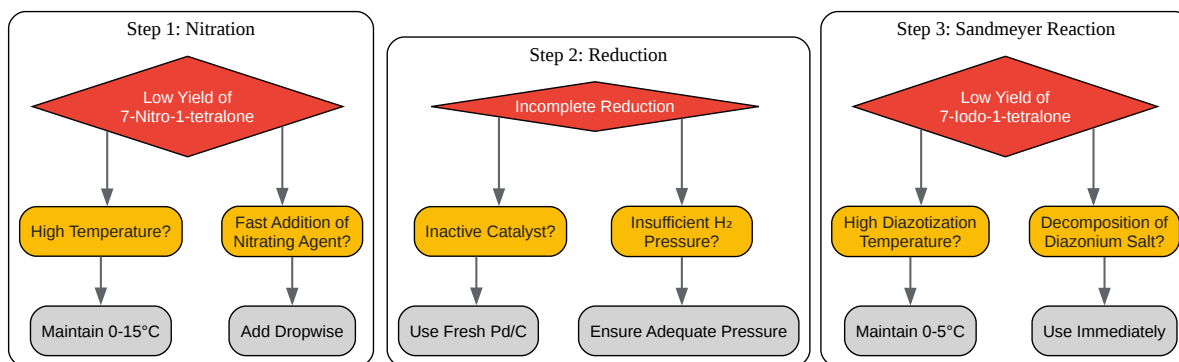 Step 1: Nitration
Low Yield of
7-Nitro-1-tetralone
High Temperature?
Fast Addition of
Nitrating Agent?
Maintain 0-15°C
Add Dropwise
Step 2: Reduction
Incomplete Reduction
Inactive Catalyst?
Insufficient H₂
Pressure?
Use Fresh Pd/C
Ensure Adequate Pressure
Step 3: Sandmeyer Reaction
Low Yield of
7-Iodo-1-tetralone
High Diazotization
Temperature?
Decomposition of
Diazonium Salt?
Maintain 0-5°C
Use Immediately